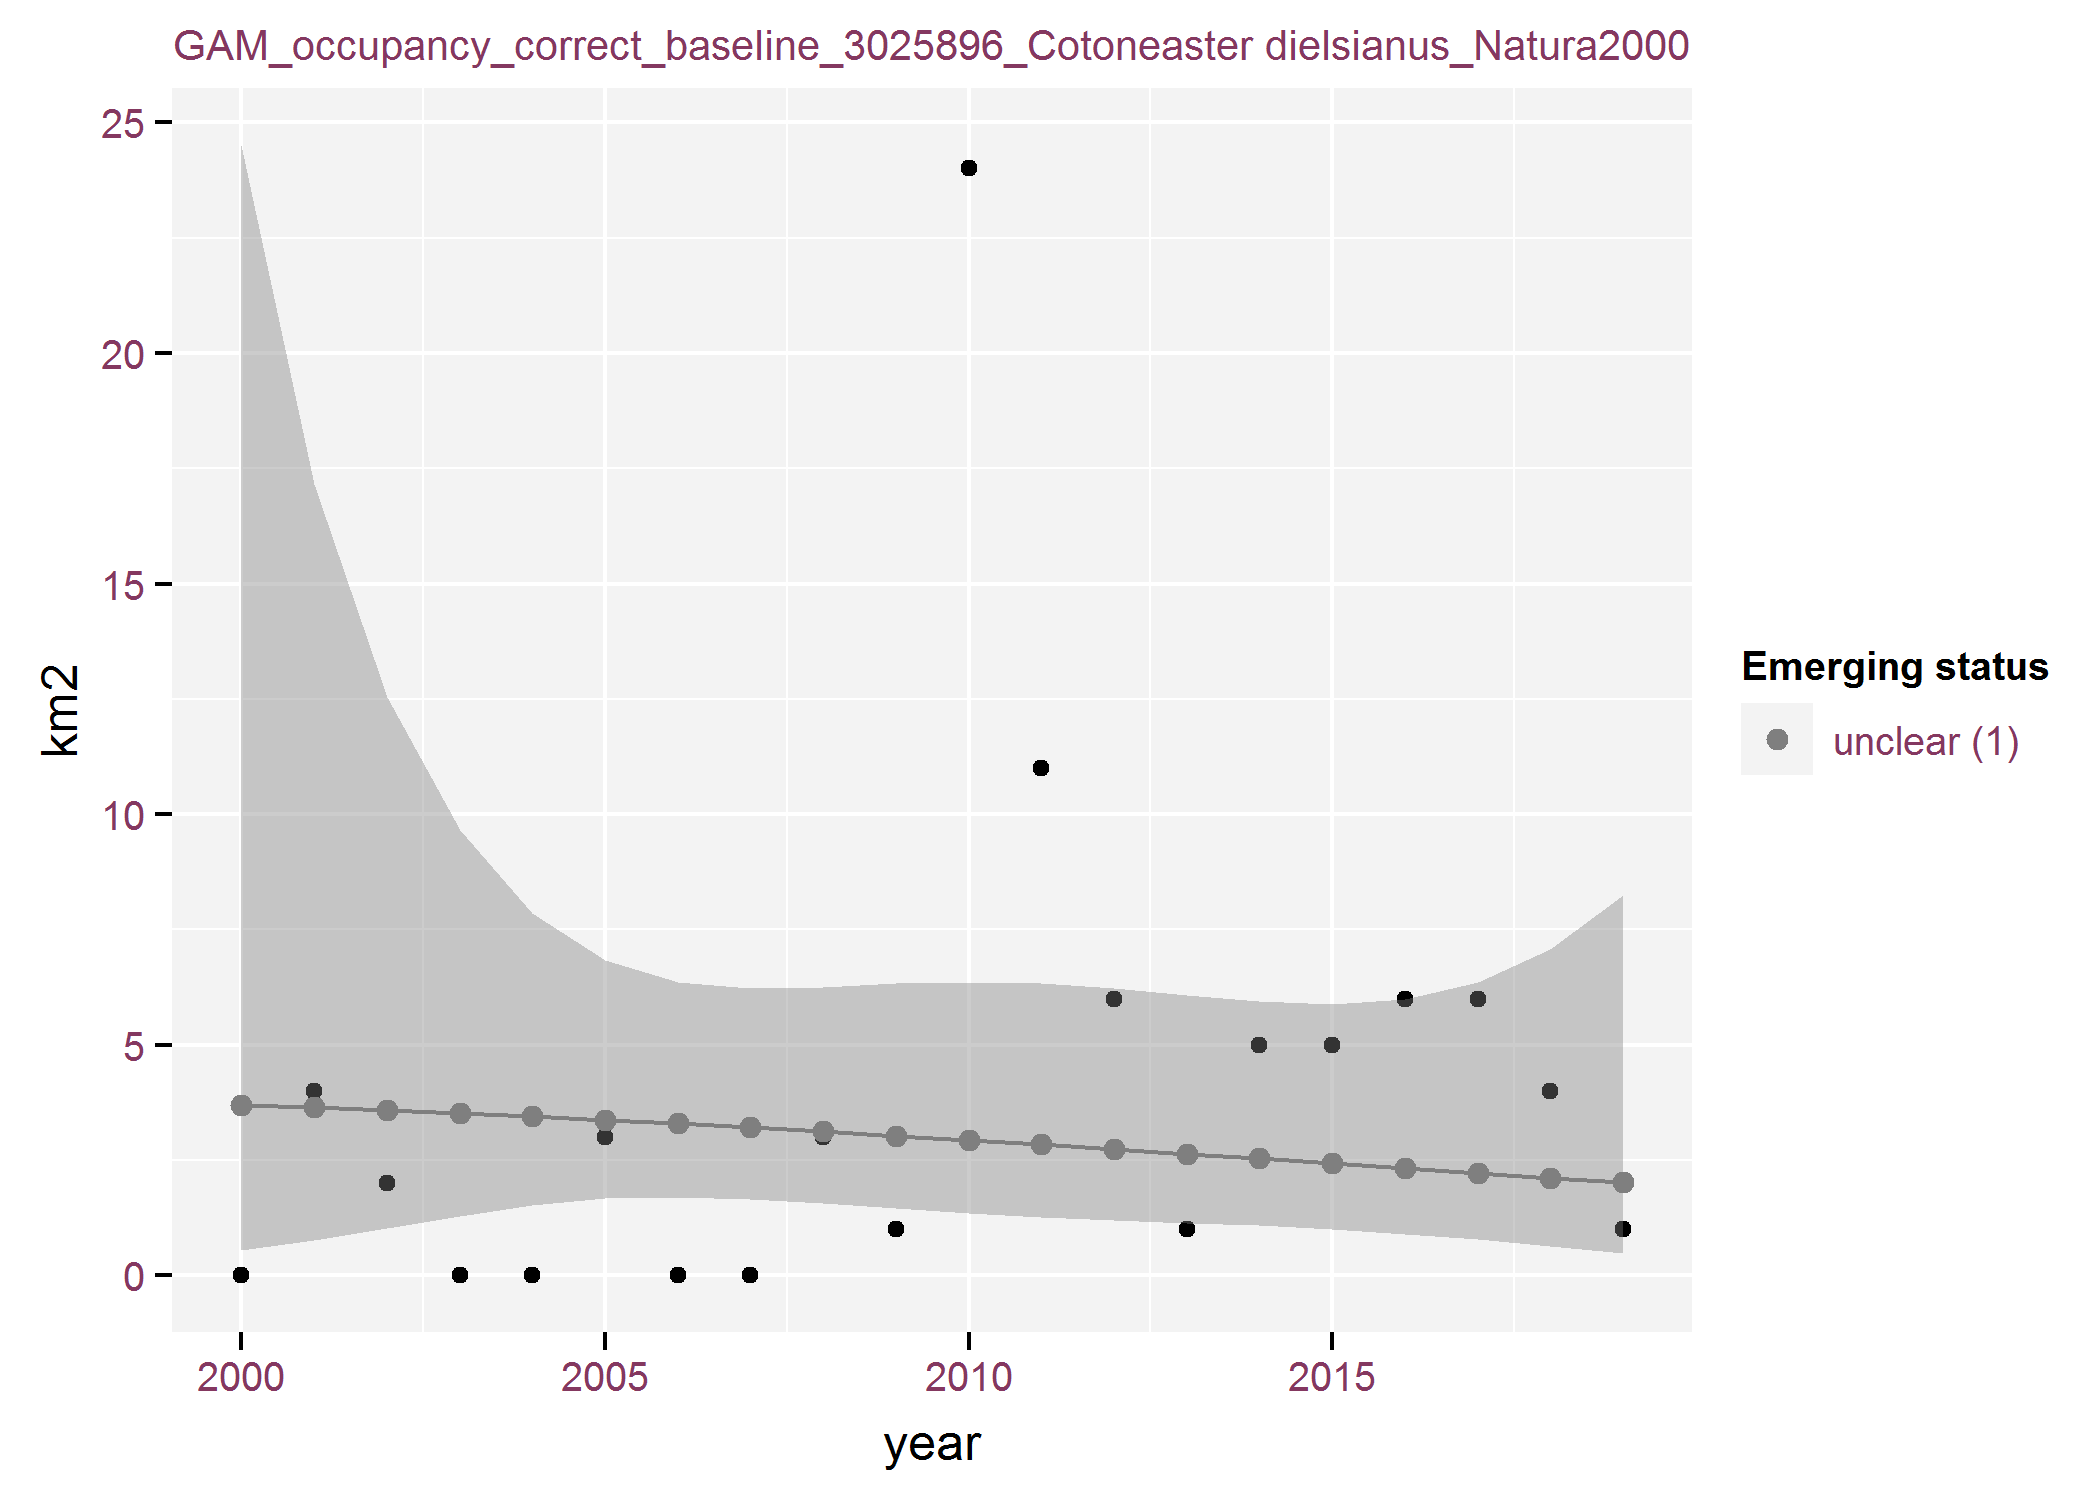 GAM_occupancy_correct_baseline_3025896_Cotoneaster dielsianus_Natura2000
25
20
15
10
5
0
km2
2000
2005
2010
2015
year
Emerging status
unclear (1)